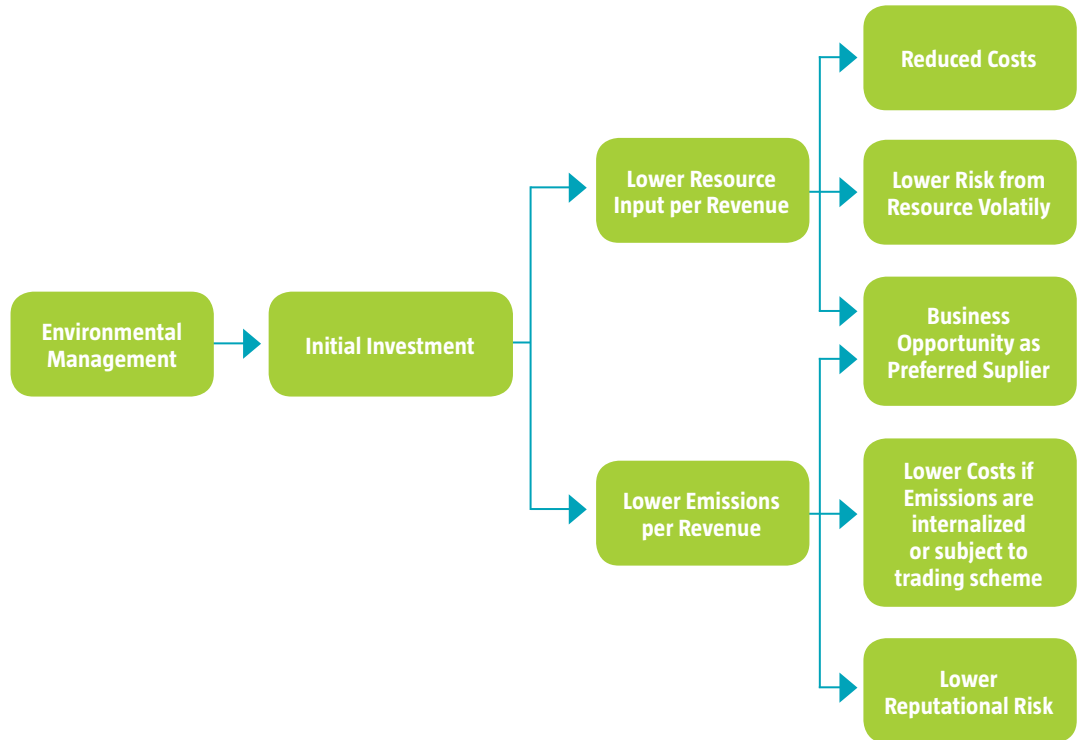 Environmental
Management
Initial Investment
Lower Resource
Input per Revenue
Lower Emissions
per Revenue
Reduced Costs
Lower Risk from
Resource Volatily
Business
Opportunity as
Preferred Suplier
Lower Costs if
Emissions are
internalized
or subject to
trading scheme
Lower
Reputational Risk